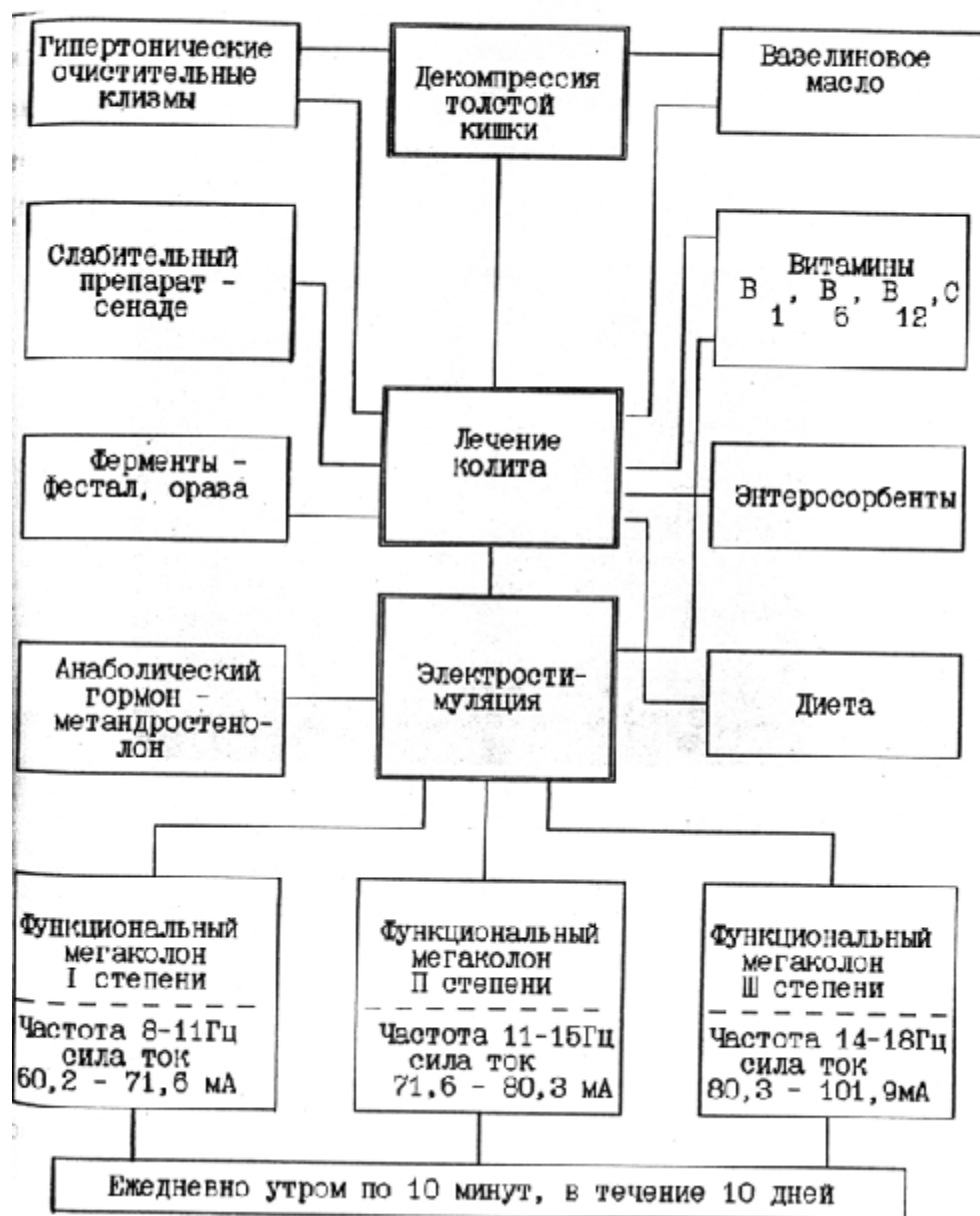 Гипертонические
очистительные
клизмы
Декомпрессия
толстой
кишки
Вазелиновое
масло
Слабительный
препарат -
сенаде
Витамины
В , В , В ,С
1 6 12
Лечение
колита
Ферменты -
фестал, ораза
Энтеросорбенты
Анаболический
гормон -
метандростено-
лон
Электрости-
муляция
Диета
Функциональный
мегаколон
I степени
Частота 8-11Гц
сила ток
60,2 - 71,6 мА
Функциональный
мегаколон
П степени
Частота 11-15Гц
сила ток
71,6 - 80,3 мА
Функциональный
мегаколон
Ш степени
Частота 14-18Гц
сила ток
80,3 - 101,9мА
Ежедневно утром по 10 минут, в течение 10 дней